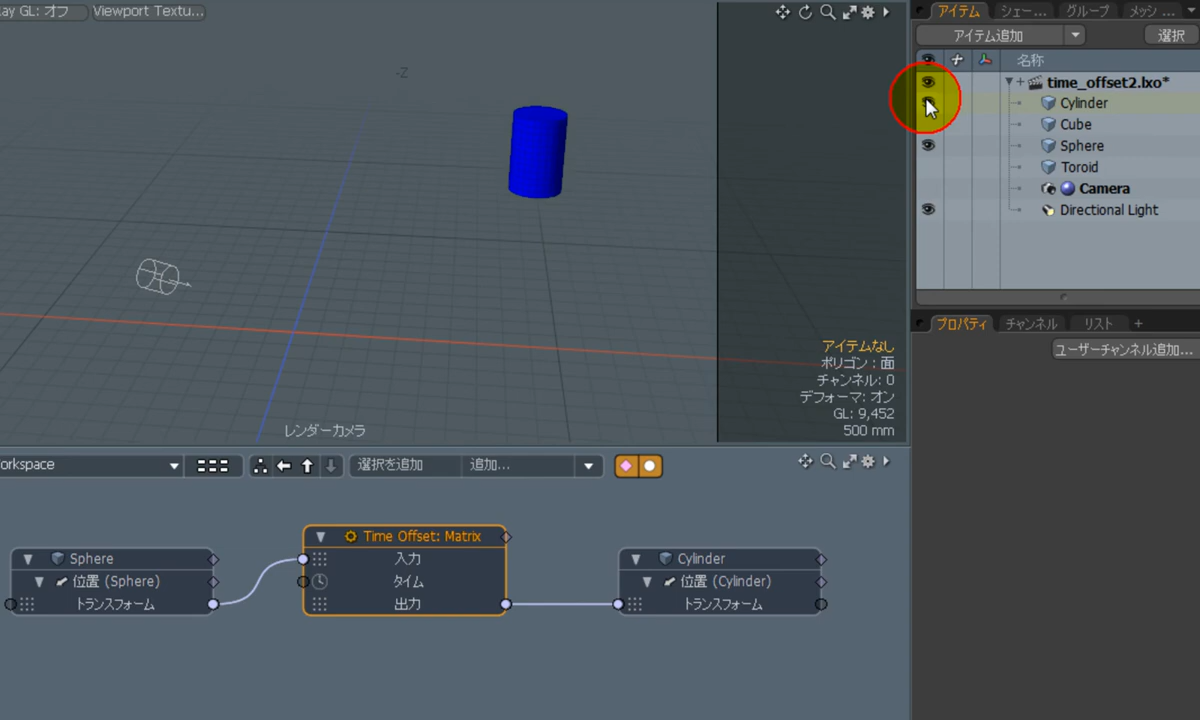 ay GL: オフ
Viewport Textu...
アイテム
シェー...
グループ
メッシ ...
アイテム追加
選択
名称
time_offset2.lxo*
Cylinder
Cube
Sphere
Toroid
Camera
Directional Light
-Z
アイテムなし
ポリゴン : 面
チャンネル: 0
デフォーマ: オン
GL: 9,452
500 mm
レンダーカメラ
プロパティ
チャンネル
リスト
+
ユーザーチャンネル追加...
orkspace
選択を追加
追加...
Sphere
位置 (Sphere)
トランスフォーム
Time Offset: Matrix
入力
タイム
出力
Cylinder
位置 (Cylinder)
トランスフォーム